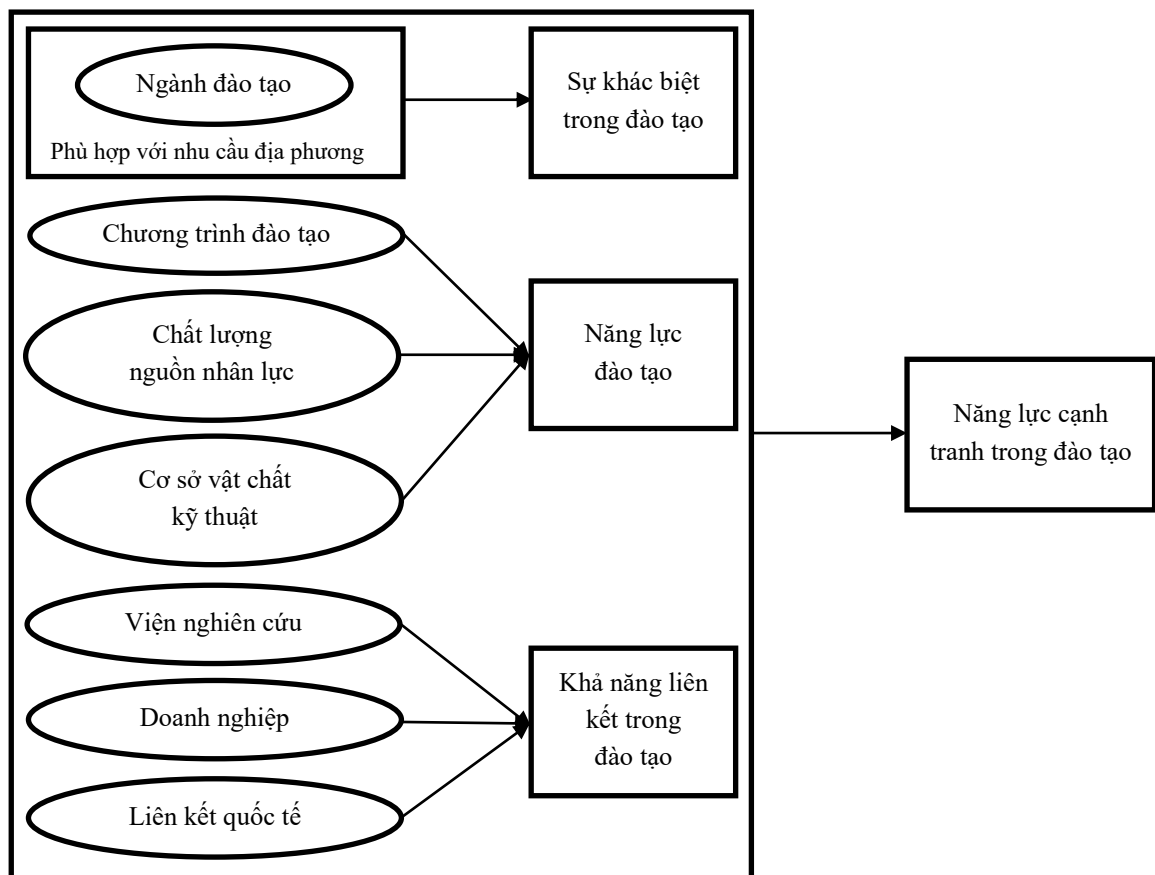 Ngành đào tạo
Phù hợp với nhu cầu địa phương
Sự khác biệt
trong đào tạo
Chương trình đào tạo
Chất lượng
nguồn nhân lực
Cơ sở vật chất
kỹ thuật
Năng lực
đào tạo
Viện nghiên cứu
Doanh nghiệp
Liên kết quốc tế
Khả năng liên
kết trong
đào tạo
Năng lực cạnh
tranh trong đào tạo